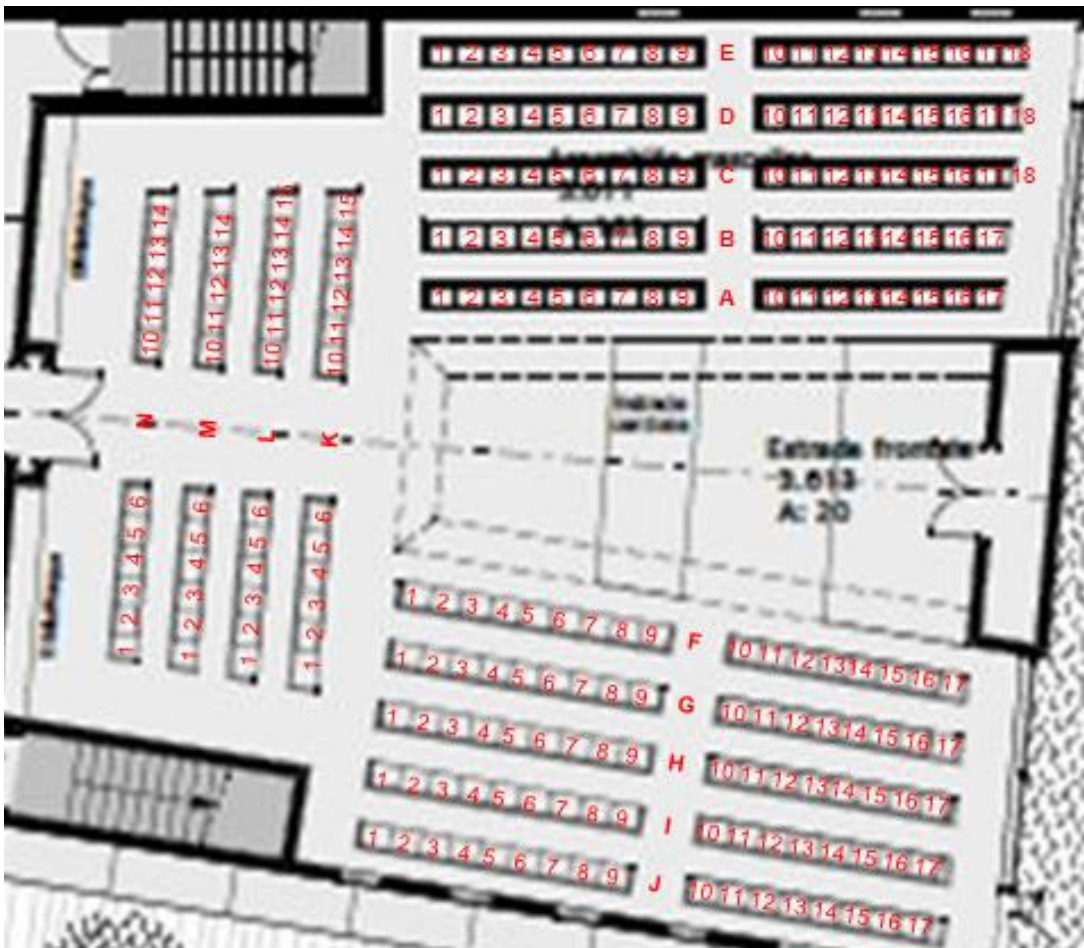 1 2 3 4 5 6 7 8 9 E 10 11 12 13 14 15 16 17 18
1 2 3 4 5 6 7 8 9 D 10 11 12 13 14 15 16 17 18
1 2 3 4 5 6 7 8 9 C 10 11 12 13 14 15 16 17 18
1 2 3 4 5 6 7 8 9 B 10 11 12 13 14 15 16 17
1 2 3 4 5 6 7 8 9 A 10 11 12 13 14 15 16 17
10 11 12 13 14
10 11 12 13 14
10 11 12 13 14 15
10 11 12 13 14 15
N M L K
1 2 3 4 5 6
1 2 3 4 5 6
1 2 3 4 5 6
1 2 3 4 5 6
Estrade frontale
3.613
A: 20
1 2 3 4 5 6 7 8 9 F 10 11 12 13 14 15 16 17
1 2 3 4 5 6 7 8 9 G 10 11 12 13 14 15 16 17
1 2 3 4 5 6 7 8 9 H 10 11 12 13 14 15 16 17
1 2 3 4 5 6 7 8 9 I 10 11 12 13 14 15 16 17
1 2 3 4 5 6 7 8 9 J 10 11 12 13 14 15 16 17